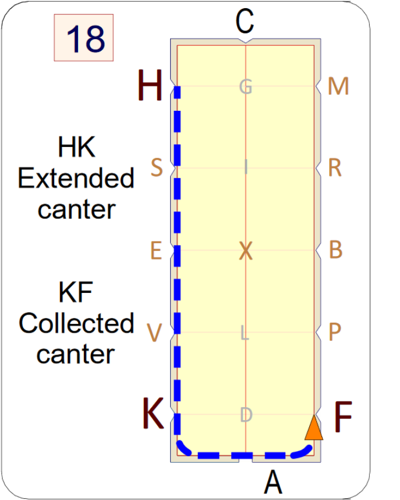 18
C
H G M
HK
Extended
canter
S I R
E X B
KF
Collected
canter
V L P
K D F
A